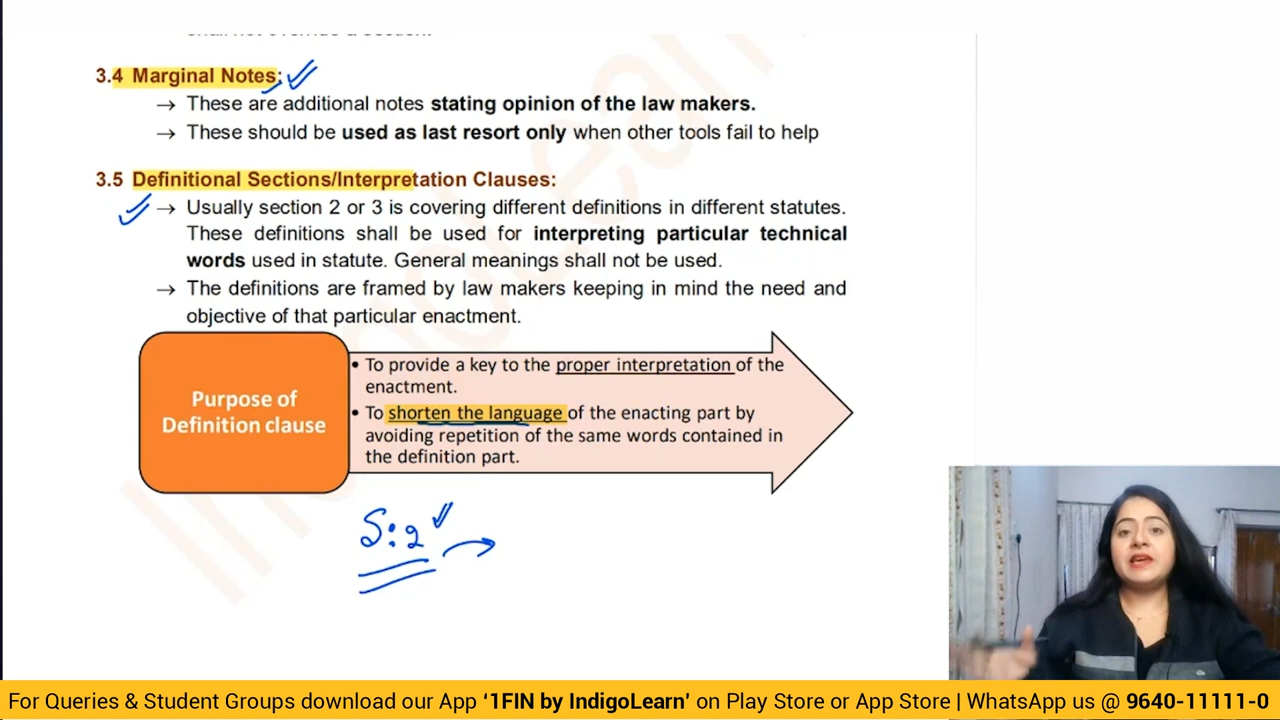 shall not override a section.
3.4 Marginal Notes:
→ These are additional notes stating opinion of the law makers.
→ These should be used as last resort only when other tools fail to help
3.5 Definitional Sections/Interpretation Clauses:
→ Usually section 2 or 3 is covering different definitions in different statutes.
These definitions shall be used for interpreting particular technical
words used in statute. General meanings shall not be used.
→ The definitions are framed by law makers keeping in mind the need and
objective of that particular enactment.
Purpose of
Definition clause
• To provide a key to the proper interpretation of the
enactment.
• To shorten the language of the enacting part by
avoiding repetition of the same words contained in
the definition part.
S:2
For Queries & Student Groups download our App ‘1FIN by IndigoLearn’ on Play Store or App Store | WhatsApp us @ 9640-11111-0